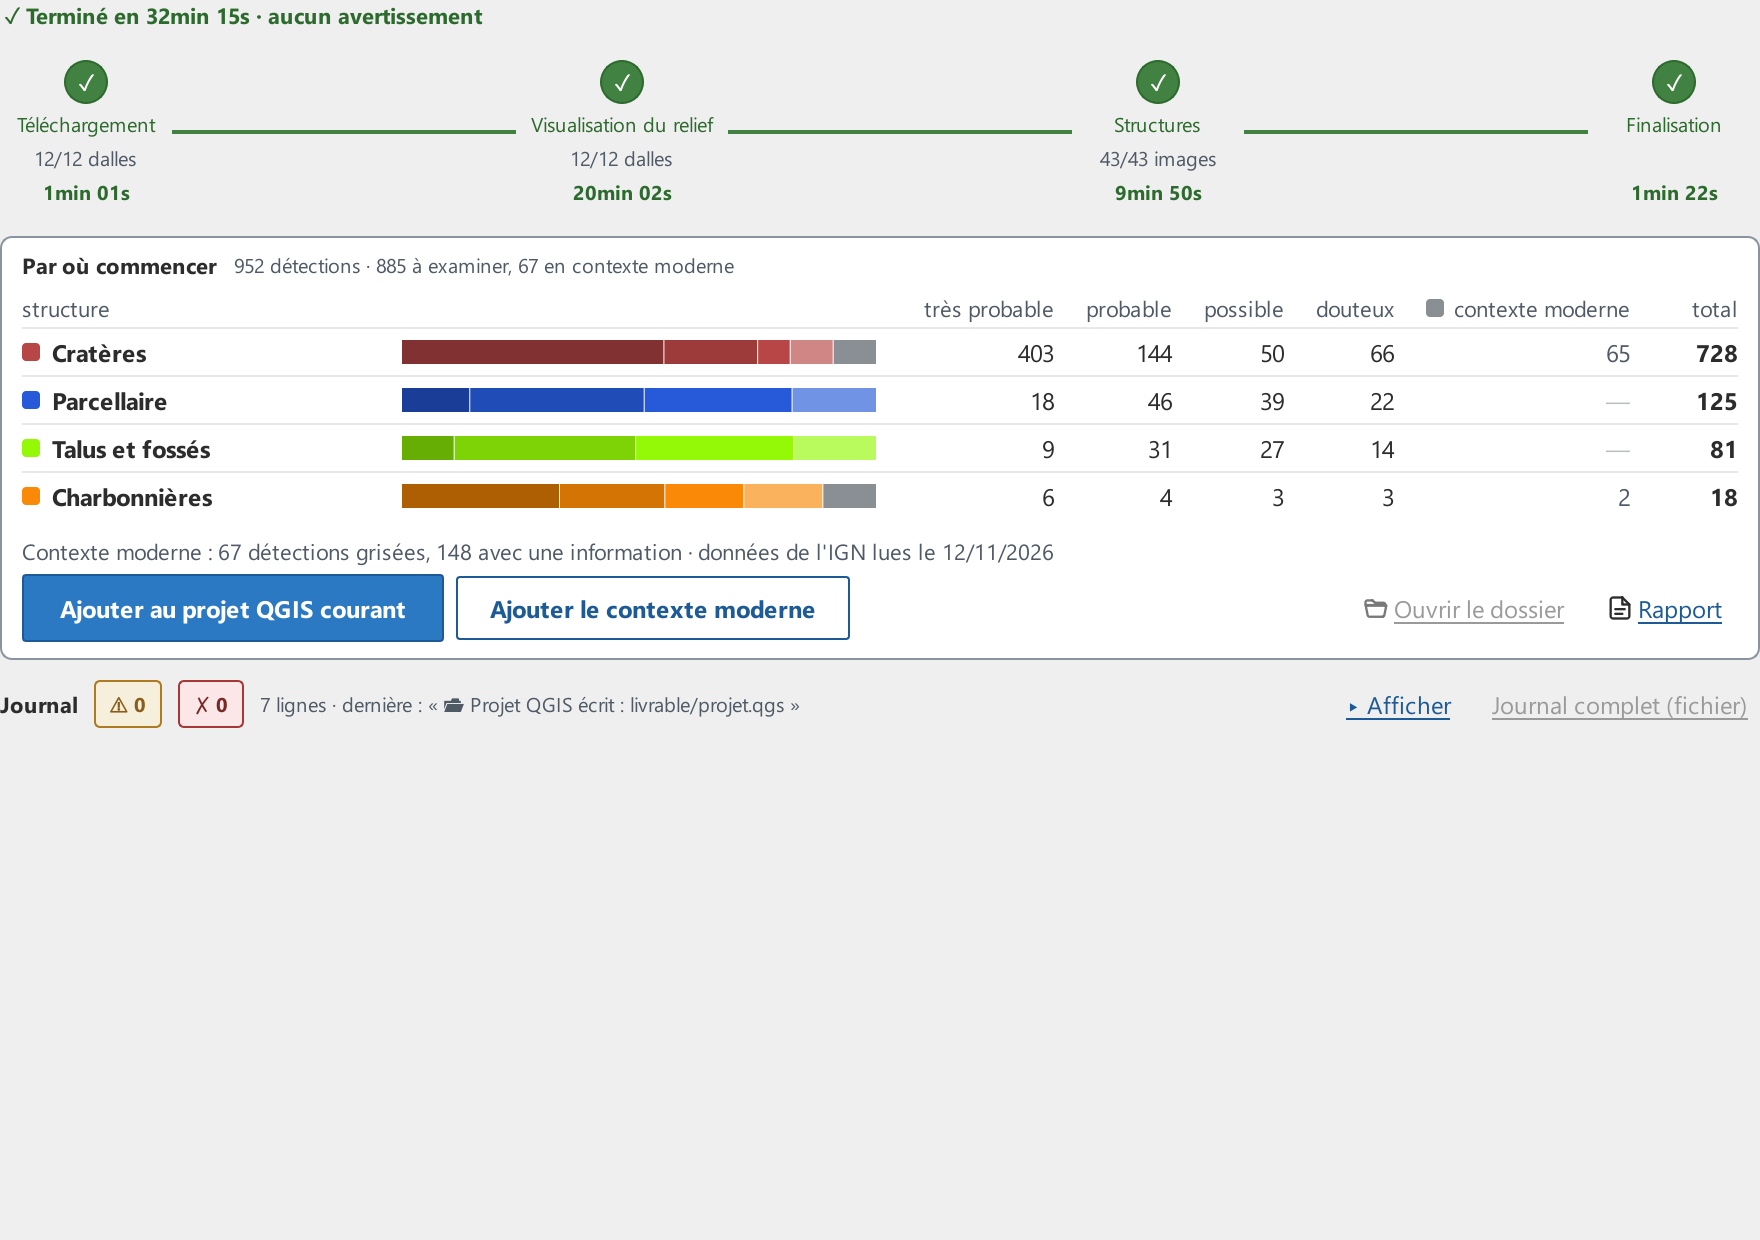 ✓ Terminé en 32min 15s · aucun avertissement
✓ ✓ ✓ ✓
Téléchargement Visualisation du relief Structures Finalisation
12/12 dalles 12/12 dalles 43/43 images
1min 01s 20min 02s 9min 50s 1min 22s
Par où commencer 952 détections · 885 à examiner, 67 en contexte moderne
structure très probable probable possible douteux contexte moderne total
Cratères 403 144 50 66 65 728
Parcellaire 18 46 39 22 — 125
Talus et fossés 9 31 27 14 — 81
Charbonnières 6 4 3 3 2 18
Contexte moderne : 67 détections grisées, 148 avec une information · données de l'IGN lues le 12/11/2026
Ajouter au projet QGIS courant Ajouter le contexte moderne Ouvrir le dossier Rapport
Journal ⚠ 0 ✗ 0 7 lignes · dernière : « Projet QGIS écrit : livrable/projet.qgs » ▸ Afficher Journal complet (fichier)